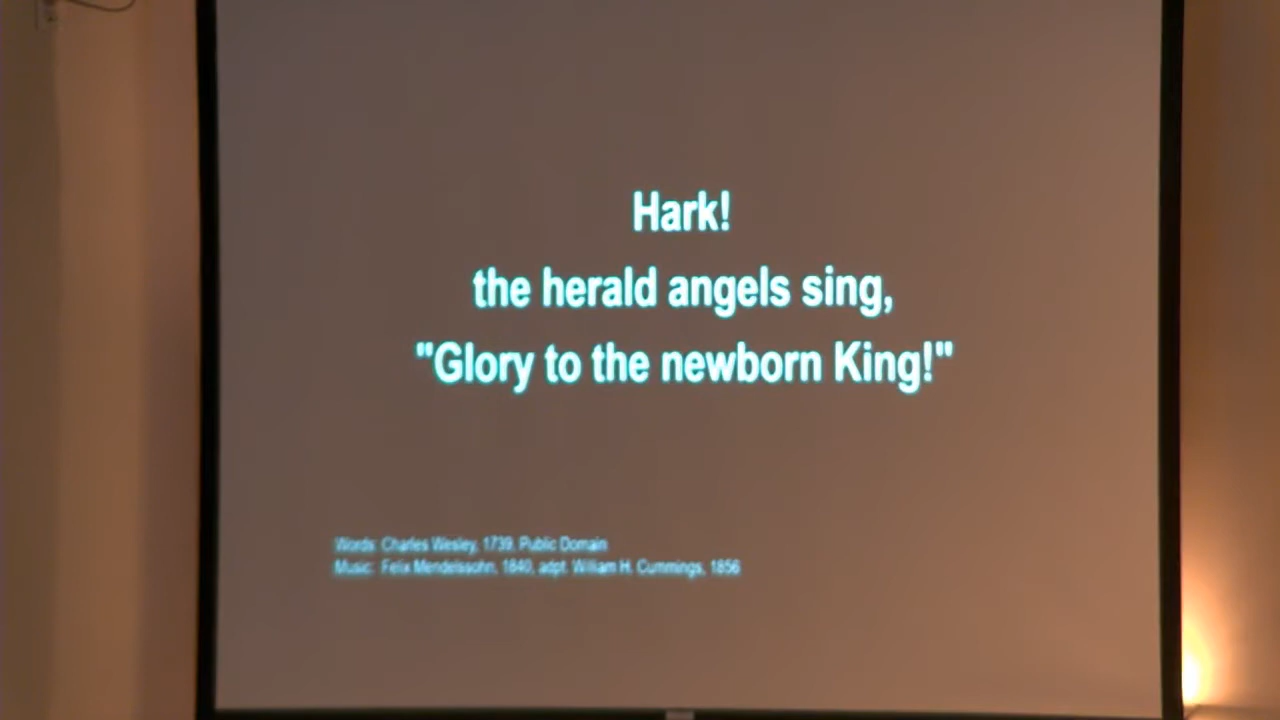 Hark!
the herald angels sing,
"Glory to the newborn King!"
Words: Charles Wesley, 1739, Public Domain
Music: Felix Mendelssohn, 1840, adpt. William H. Cummings, 1856